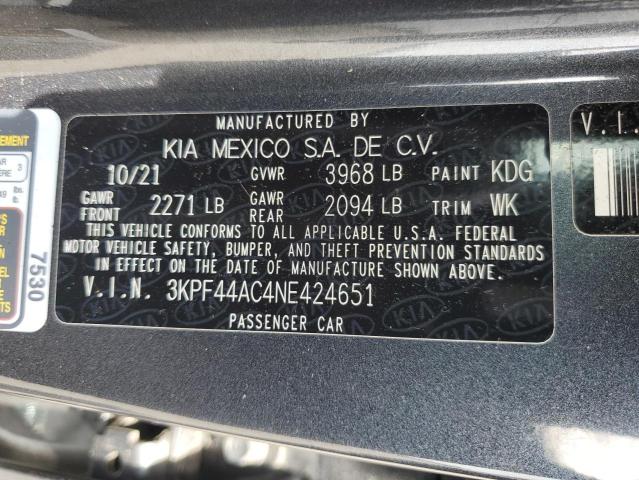 MANUFACTURED BY
KIA MEXICO S.A. DE C.V.
10/21 GVWR 3968 LB PAINT KDG
GAWR FRONT 2271 LB GAWR REAR 2094 LB TRIM WK
THIS VEHICLE CONFORMS TO ALL APPLICABLE U.S.A. FEDERAL
MOTOR VEHICLE SAFETY, BUMPER, AND THEFT PREVENTION STANDARDS
IN EFFECT ON THE DATE OF MANUFACTURE SHOWN ABOVE.
V.I.N. 3KPF44AC4NE424651
PASSENGER CAR
7530
V.I.